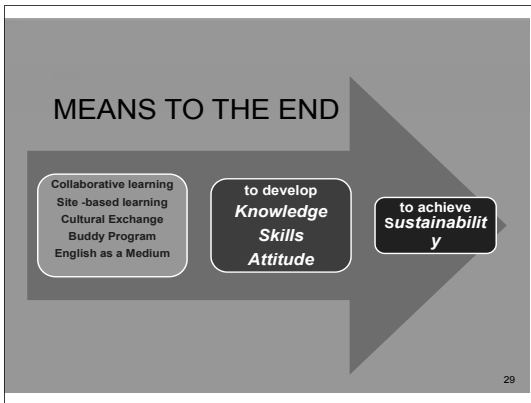 MEANS TO THE END
Collaborative learning
Site -based learning
Cultural Exchange
Buddy Program
English as a Medium
to develop
Knowledge
Skills
Attitude
to achieve
Sustainabilit
y
29